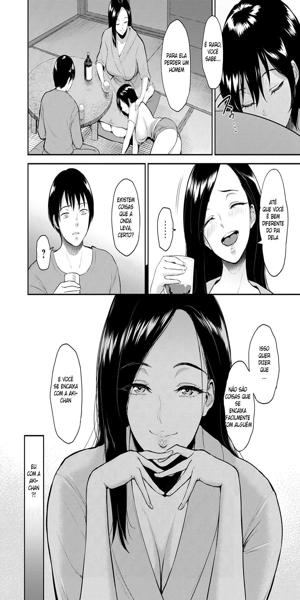 É RARO, VOCÊ
SABE...
PARA ELA
PERDER UM
HOMEM
ATÉ
QUE VOCÊ
É BEM
DIFERENTE
DO PAI
DELA
......
EXISTEM
COISAS
QUE A
ONDA
LEVA,
CERTO?
?
ISSO
QUER
DIZER
QUE
...
NÃO
SÃO COISAS
QUE SE
ENCAIXA
FACILMENTE
COM ALGUÉM
E VOCÊ
SE ENCAIXA
COM A AKI-
CHAN
EU
COM A
AKI-
CHAN
?!